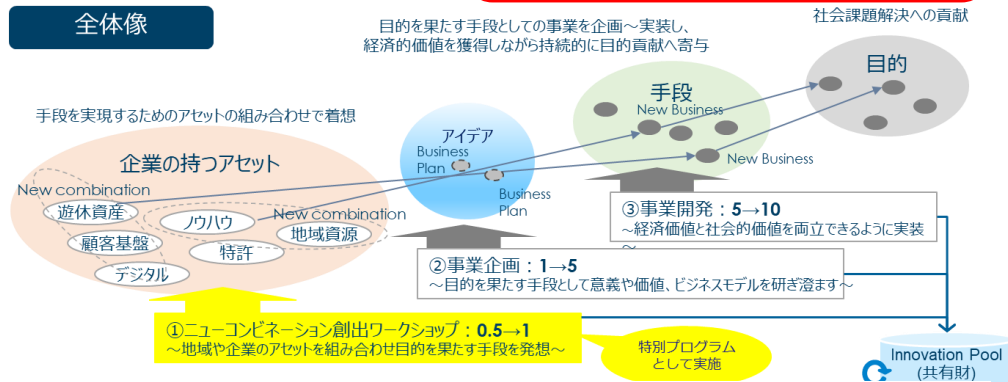 全体像
社会課題解決への貢献
目的を果たす手段としての事業を企画～実装し、
経済的価値を獲得しながら持続的に目的貢献へ寄与
目的
手段
New Business
New Business
手段を実現するためのアセットの組み合わせで着想
アイデア
Business
Plan
Business
Plan
企業の持つアセット
New combination
遊休資産
ノウハウ
New combination
地域資源
顧客基盤
特許
デジタル
③事業開発：5→10
～経済価値と社会的価値を両立できるように実装
～
②事業企画：1→5
～目的を果たす手段として意義や価値、ビジネスモデルを研ぎ澄ます～
①ニューコンビネーション創出ワークショップ：0.5→1
～地域や企業のアセットを組み合わせ目的を果たす手段を発想～
特別プログラム
として実施
Innovation Pool
(共有財)